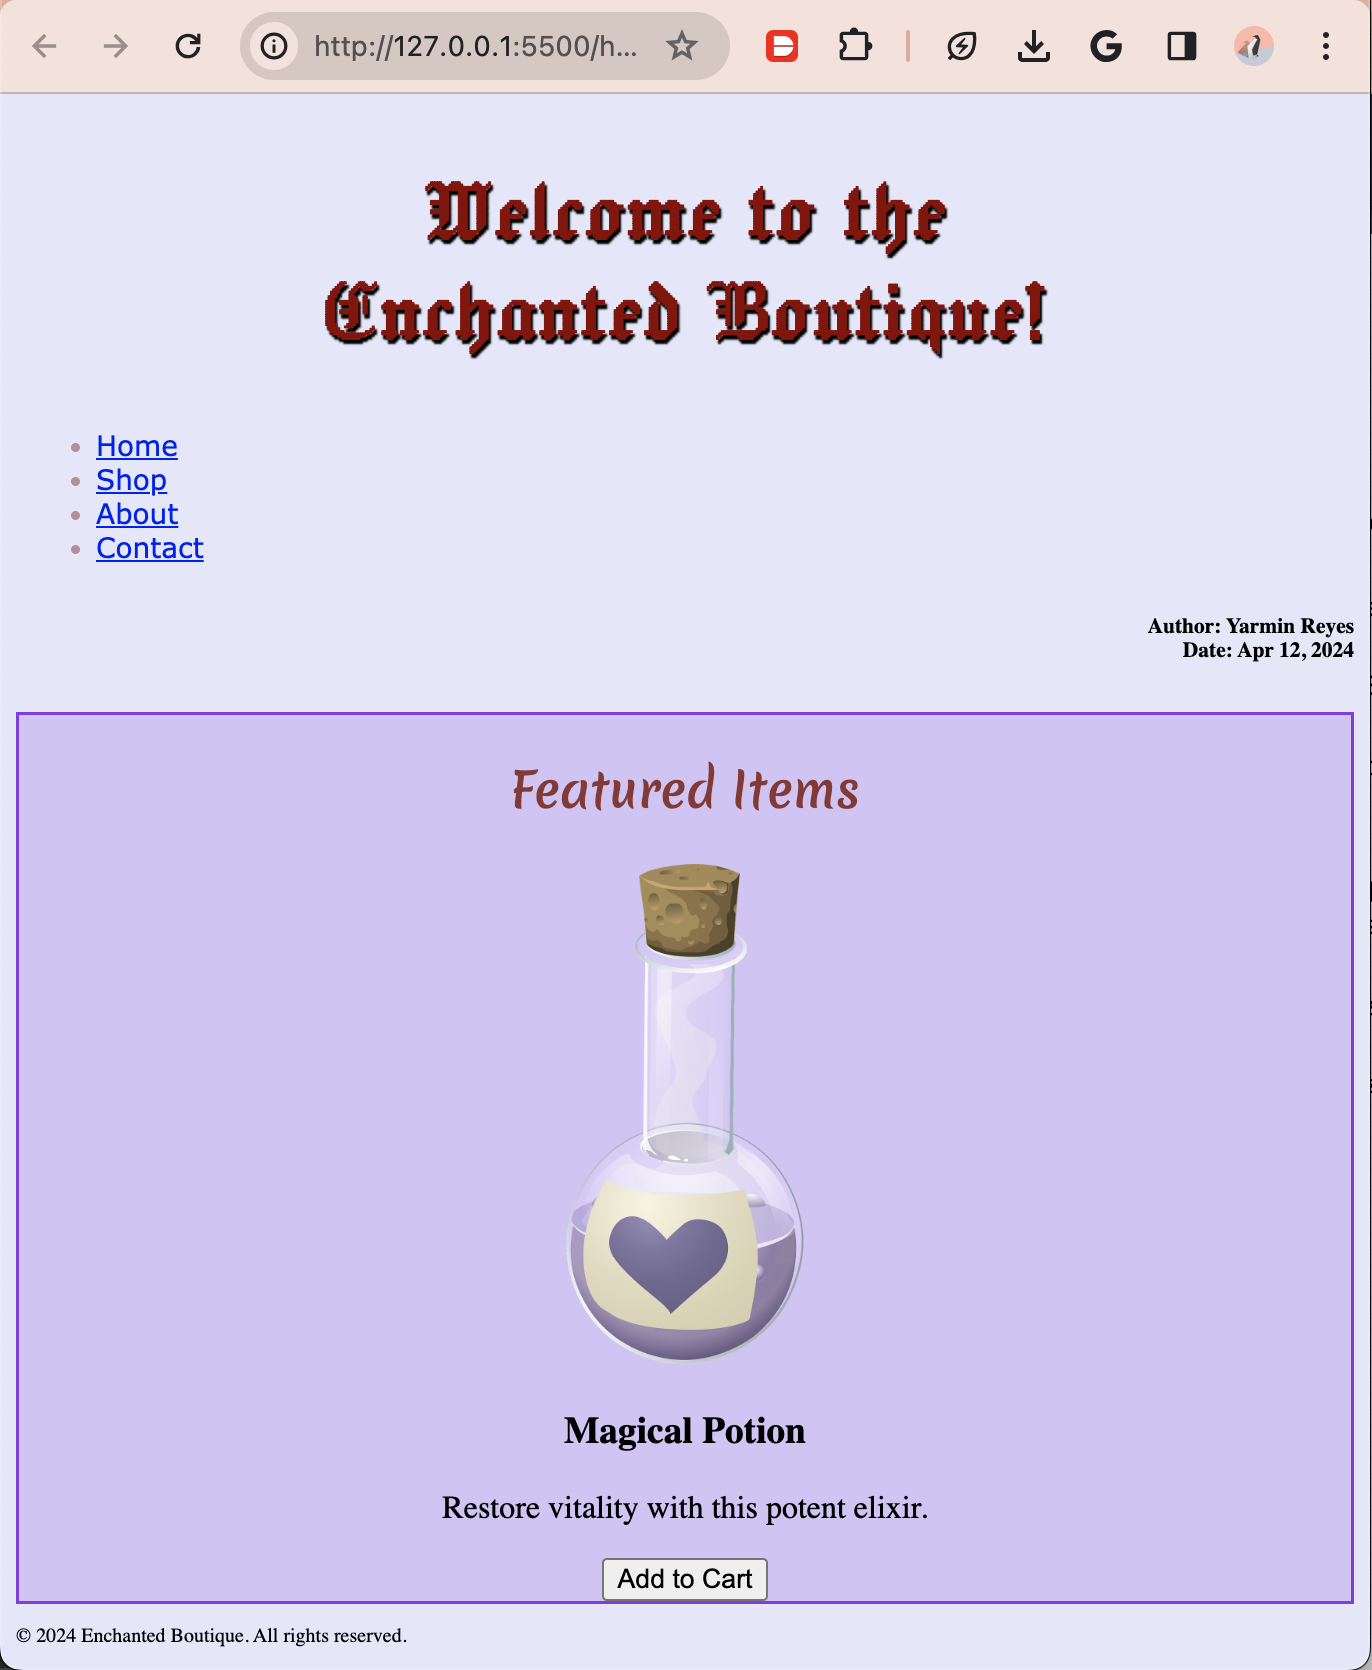 http://127.0.0.1:5500/h...
Welcome to the
Enchanted Boutique!
Home
Shop
About
Contact
Author: Yarmin Reyes
Date: Apr 12, 2024
Featured Items
Magical Potion
Restore vitality with this potent elixir.
Add to Cart
© 2024 Enchanted Boutique. All rights reserved.